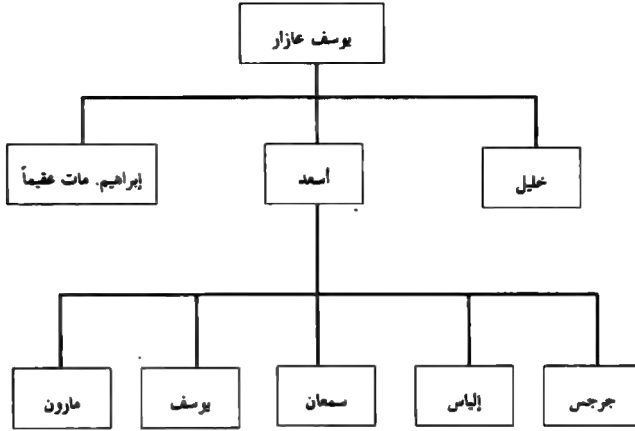 يوسف عازار
خليل
أسعد
إبراهيم. مات عقيماً
جرجس
إلياس
سمعان
يوسف
مارون